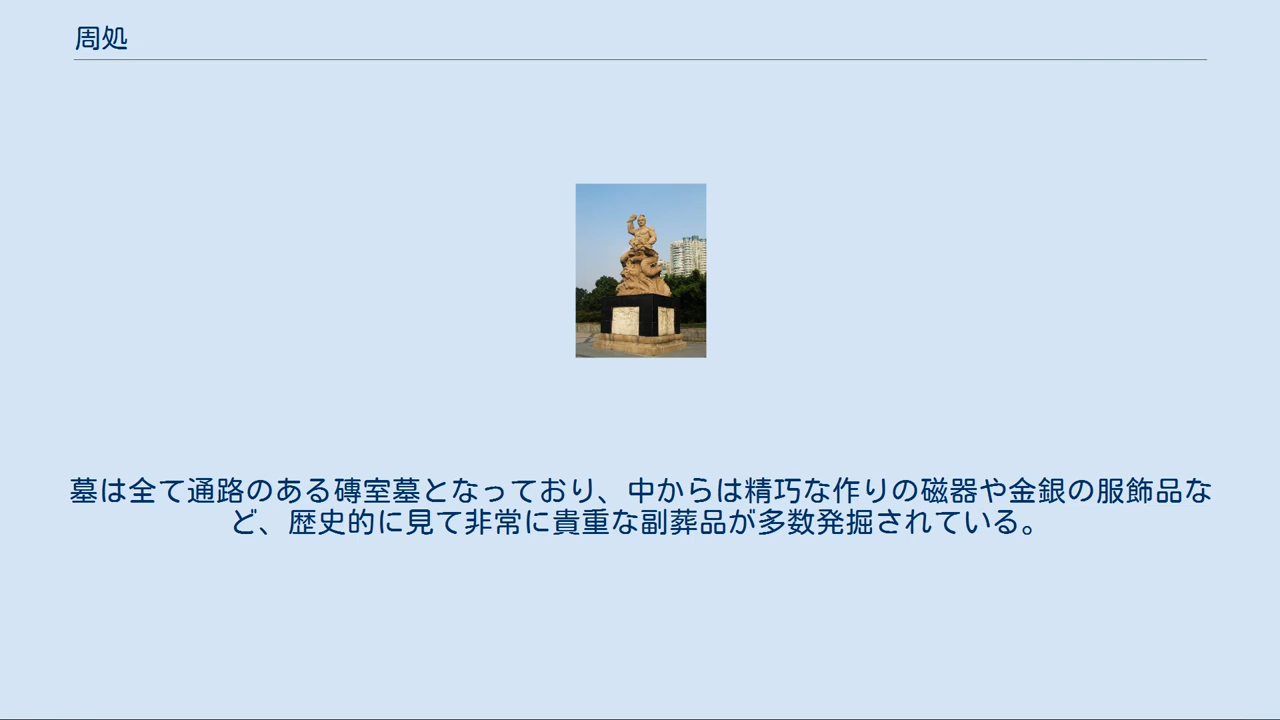 周処
墓は全て通路のある磚室墓となっており、中からは精巧な作りの磁器や金銀の服飾品な
ど、歴史的に見て非常に貴重な副葬品が多数発掘されている。